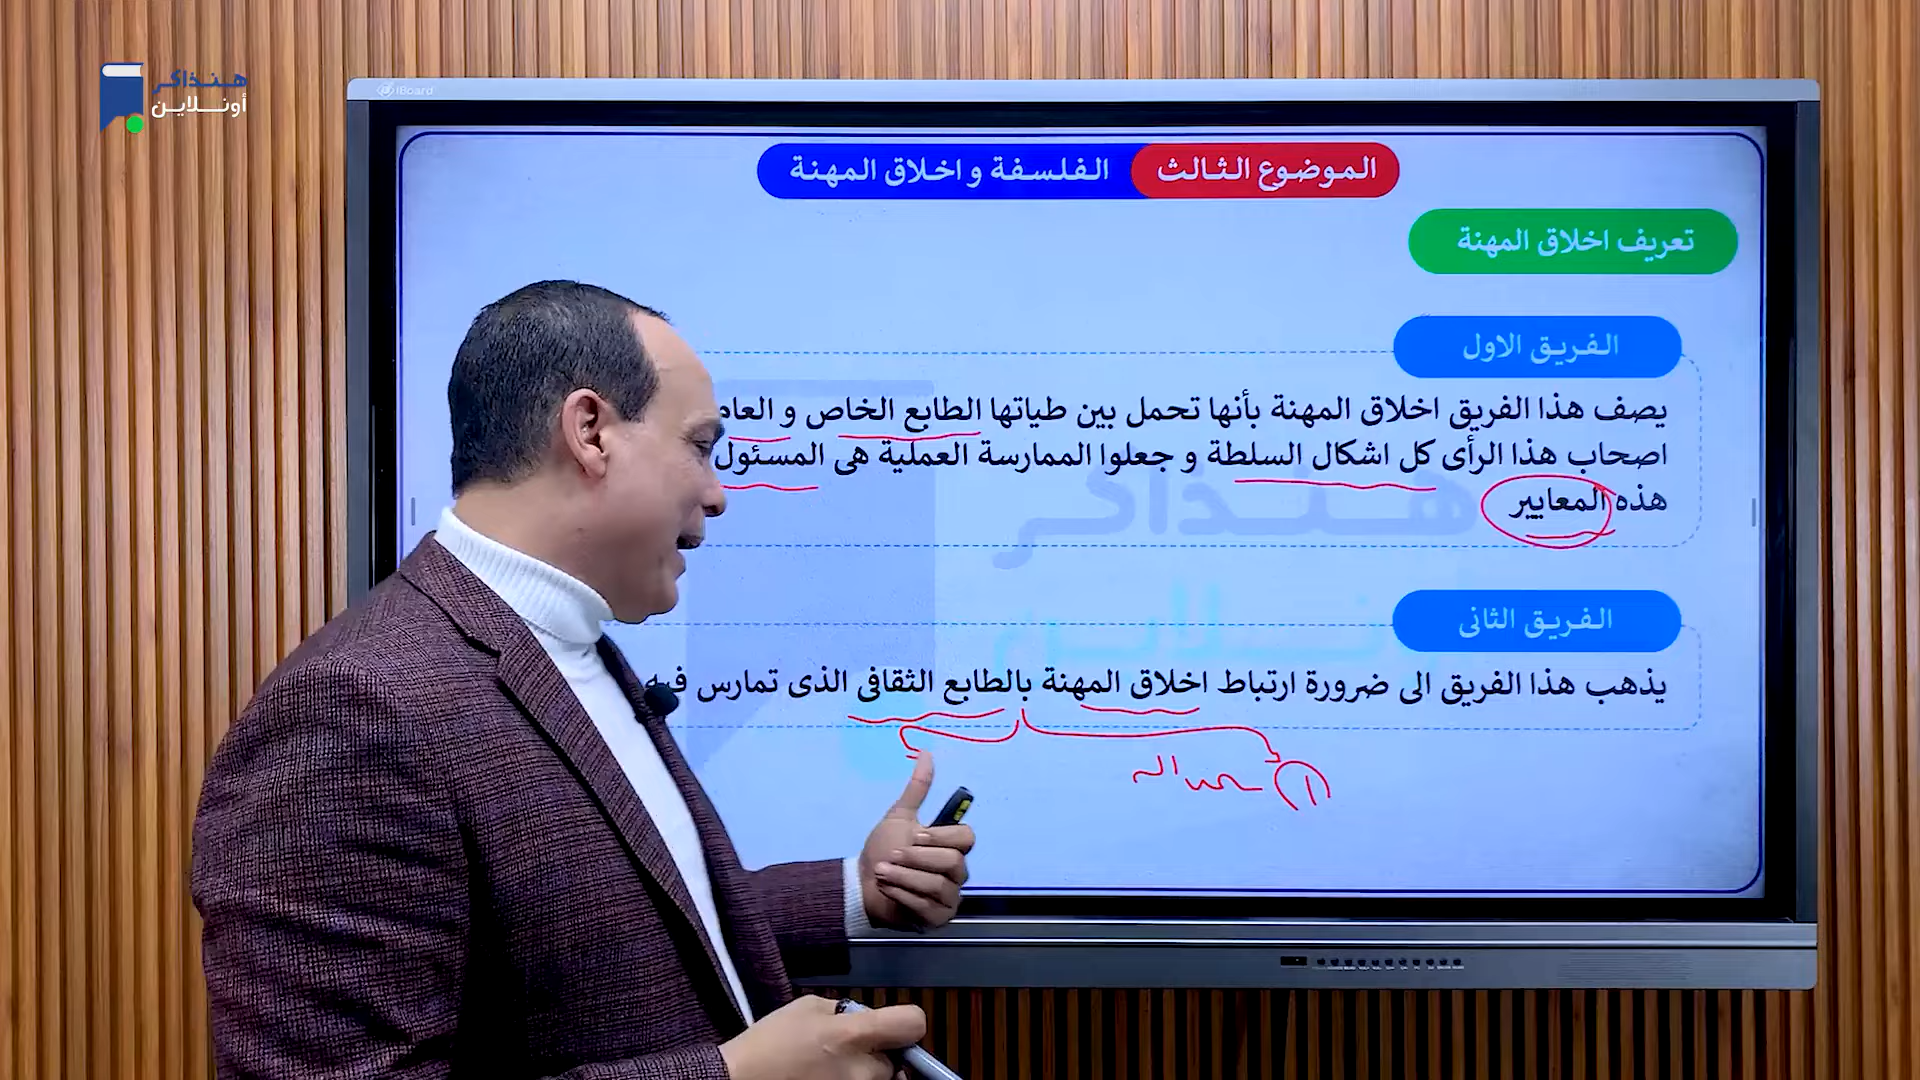 هنذاكر
أونلاين
iBoard
الموضوع الثالث الفلسفة و اخلاق المهنة
تعريف اخلاق المهنة
الفريق الاول
يصف هذا الفريق اخلاق المهنة بأنها تحمل بين طياتها الطابع الخاص و العام
اصحاب هذا الرأى كل اشكال السلطة و جعلوا الممارسة العملية هى المسئول
هذه المعايير
هنذاكر
الفريق الثانى
يذهب هذا الفريق الى ضرورة ارتباط اخلاق المهنة بالطابع الثقافى الذى تمارس فيه